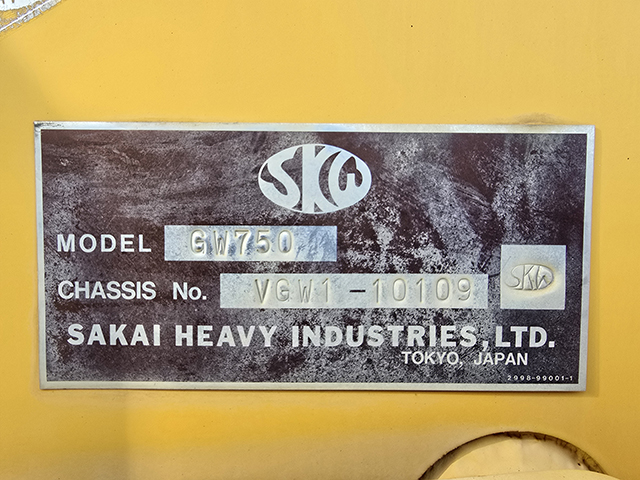 SKW
MODEL GW750
CHASSIS No. VGW1-10109
SKW
SAKAI HEAVY INDUSTRIES, LTD.
TOKYO, JAPAN
2998-99001-1